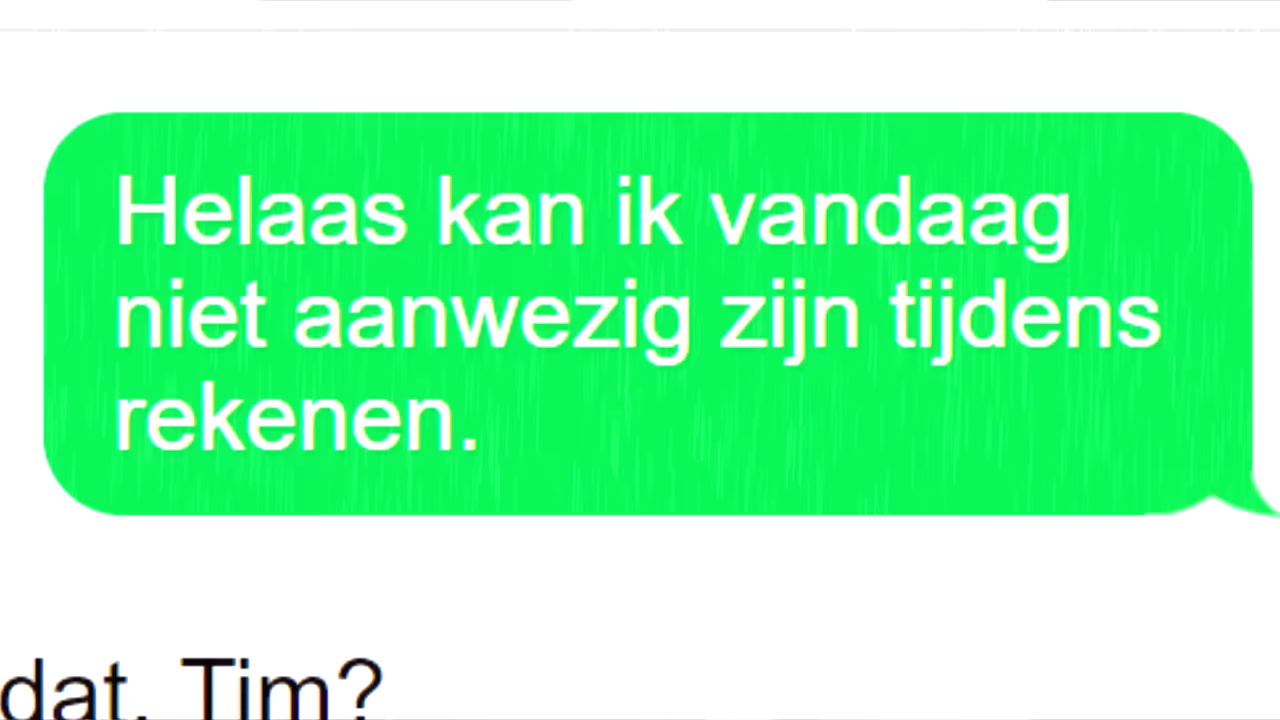 Helaas kan ik vandaag
niet aanwezig zijn tijdens
rekenen.
dat, Tim?